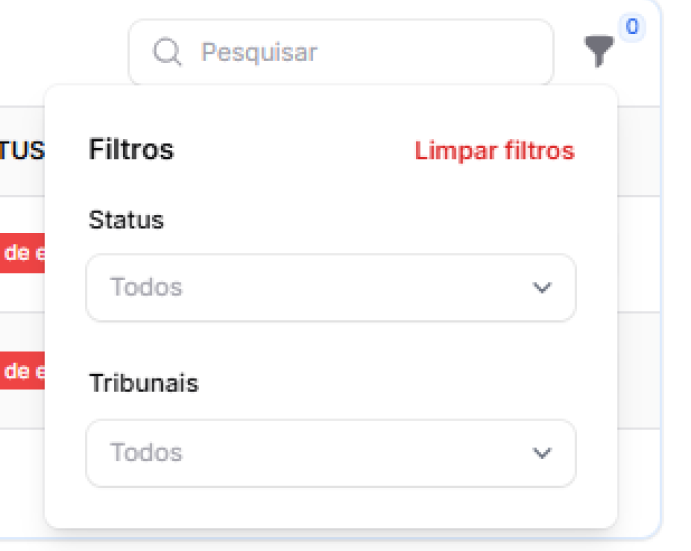 Pesquisar
0
TUS
Filtros
Limpar filtros
Status
de e
Todos
Tribunais
de e
Todos